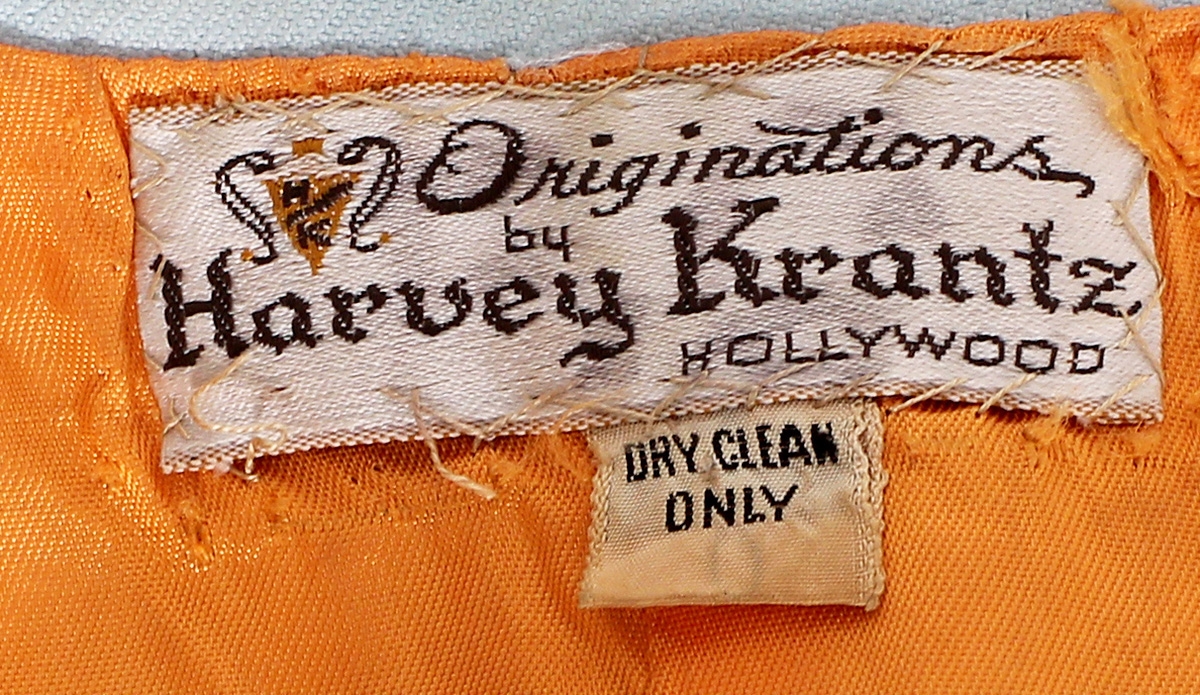 Originations
by
Harvey Krantz
HOLLYWOOD
DRY CLEAN
ONLY